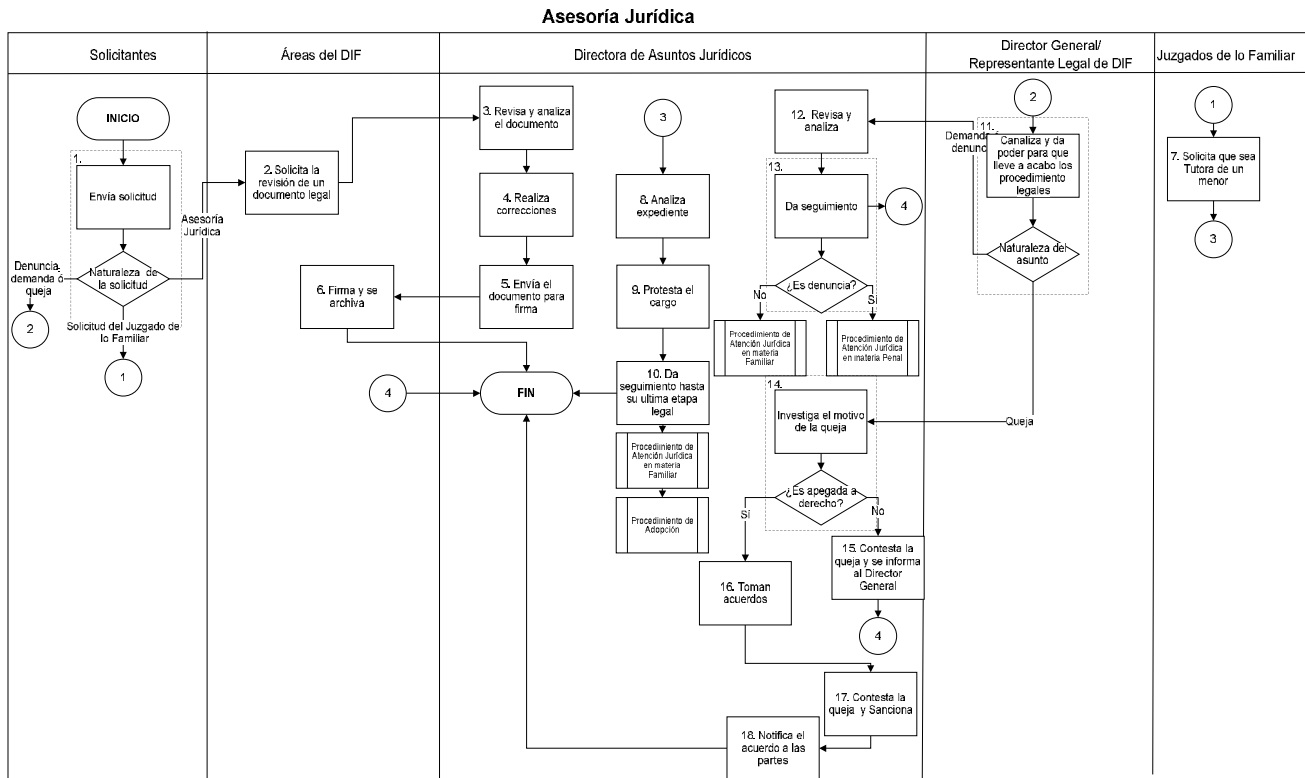 Asesoría Jurídica
Solicitantes
Áreas del DIF
Directora de Asuntos Jurídicos
Director General/
Representante Legal de DIF
Juzgados de lo Familiar
INICIO
1.
Envía solicitud
Naturaleza de
la solicitud
Asesoría
Jurídica
Denuncia,
demanda ó
queja
2
Solicitud del Juzgado de
lo Familiar
1
2. Solicita la
revisión de un
documento legal
3. Revisa y analiza
el documento
4. Realiza
correcciones
5. Envía el
documento para
firma
6. Firma y se
archiva
4
FIN
3
8. Analiza
expediente
9. Protesta el
cargo
10. Da
seguimiento hasta
su ultima etapa
legal
Procedimiento de
Atención Jurídica
en materia
Familiar
Procedimiento de
Adopción
12. Revisa y
analiza
13.
Da seguimiento
4
¿Es denuncia?
No
Sí
Procedimiento de
Atención Jurídica
en materia
Familiar
Procedimiento de
Atención Jurídica
en materia Penal
14.
Investiga el motivo
de la queja
¿Es apegada a
derecho?
Sí
No
15. Contesta la
queja y se informa
al Director
General
4
16. Toman
acuerdos
17. Contesta la
queja y Sanciona
18. Notifica el
acuerdo a las
partes
2
11.
Canaliza y da
poder para que
lleve a acabo los
procedimiento
legales
Naturaleza del
asunto
Queja
1
7. Solicita que sea
Tutora de un
menor
3